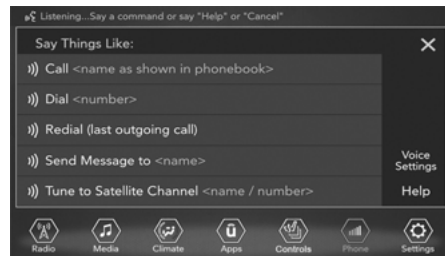 Listening...Say a command or say "Help" or "Cancel"
Say Things Like:
Call <name as shown in phonebook>
Dial <number>
Redial (last outgoing call)
Send Message to <name>
Voice
Settings
Tune to Satellite Channel <name / number>
Help
Radio
Media
Climate
Apps
Controls
Phone
Settings